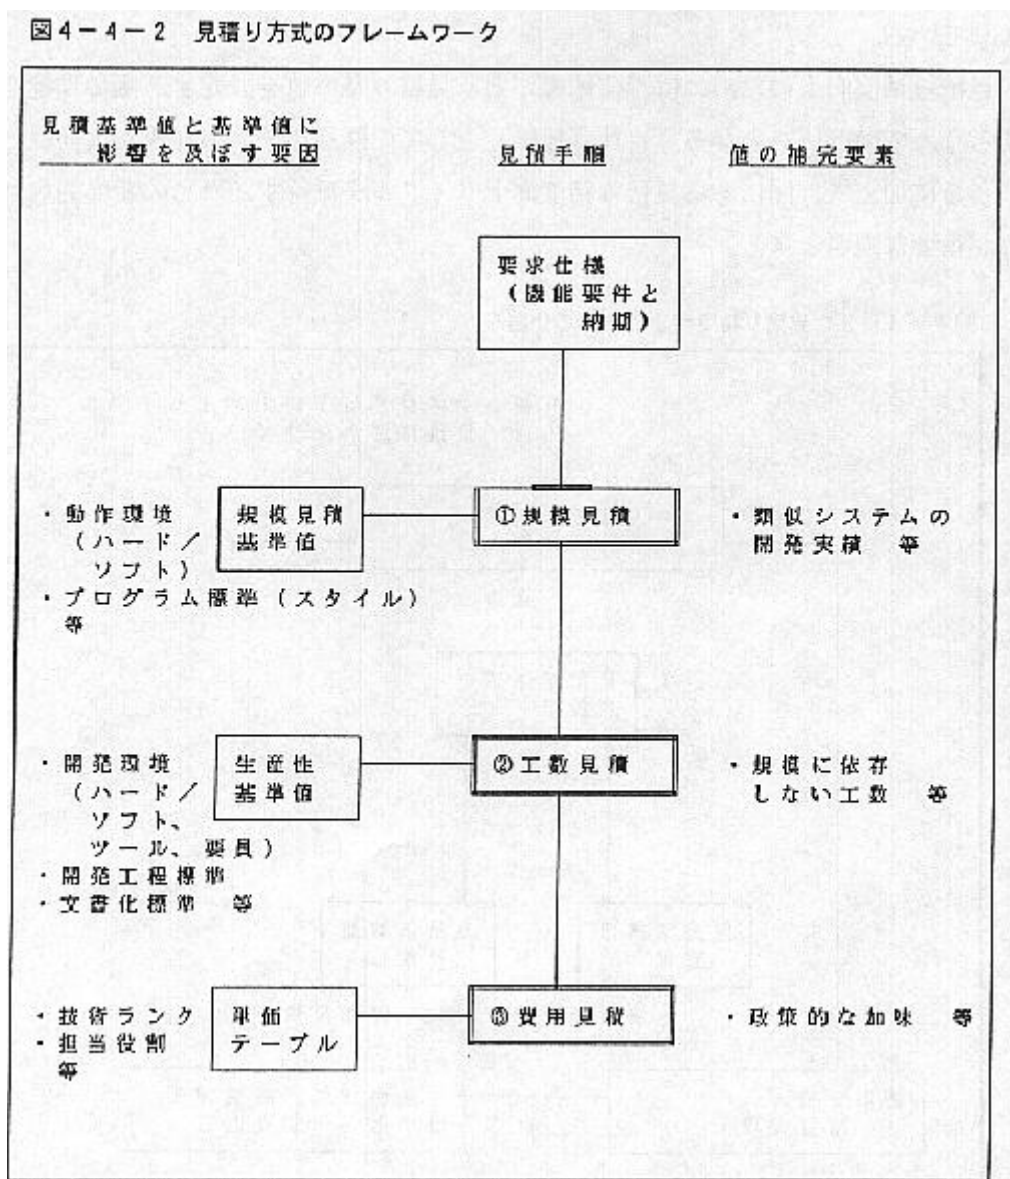 図4-4-2 見積り方式のフレームワーク
見積基準値と基準値に
影響を及ぼす要因
見積手順
値の補完要素
要求仕様
(機能要件と
納期)
・動作環境
(ハード/
ソフト)
・プログラム標準(スタイル)
等
規模見積
基準値
①規模見積
・類似システムの
開発実績 等
・開発環境
(ハード/
ソフト、
ツール、要員)
・開発工程標準
・文書化標準 等
生産性
基準値
②工数見積
・規模に依存
しない工数 等
・技術ランク
・担当役割
等
単価
テーブル
③費用見積
・政策的な加味 等